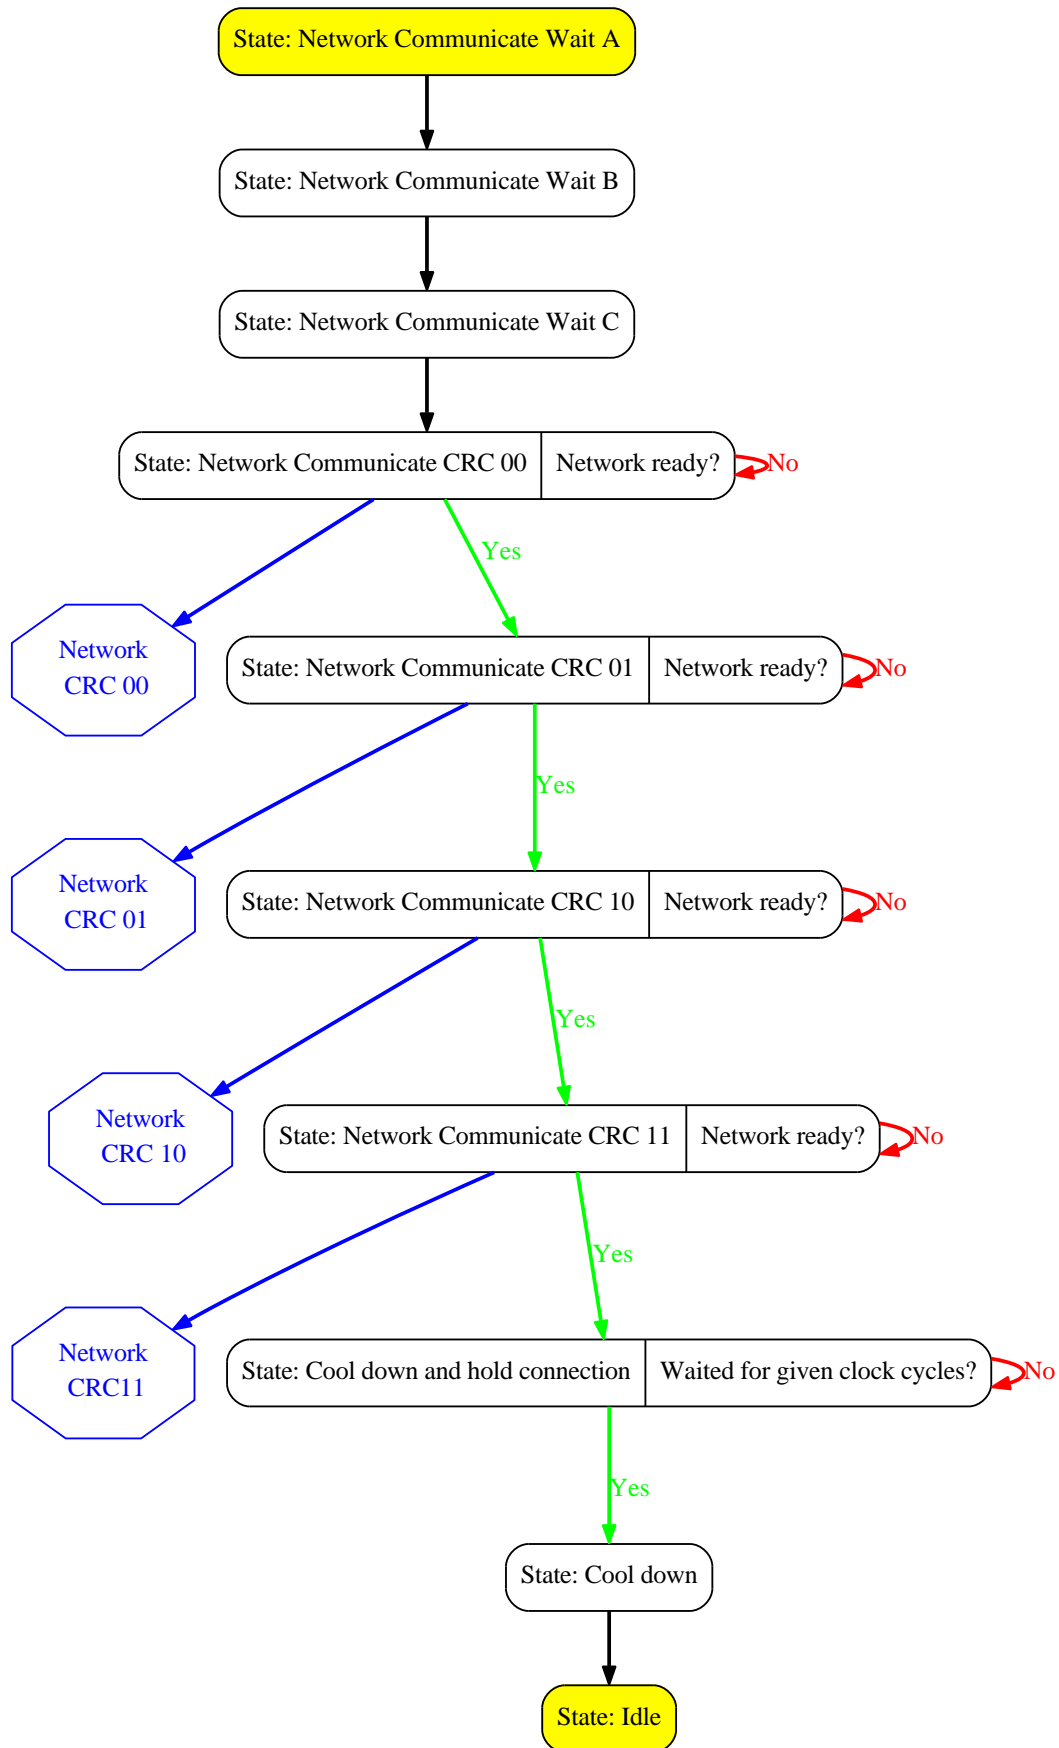 State: Network Communicate Wait A
State: Network Communicate Wait B
State: Network Communicate Wait C
State: Network Communicate CRC 00
Network ready?
No
Yes
Network
CRC 00
State: Network Communicate CRC 01
Network ready?
No
Yes
Network
CRC 01
State: Network Communicate CRC 10
Network ready?
No
Yes
Network
CRC 10
State: Network Communicate CRC 11
Network ready?
No
Yes
Network
CRC11
State: Cool down and hold connection
Waited for given clock cycles?
No
Yes
State: Cool down
State: Idle